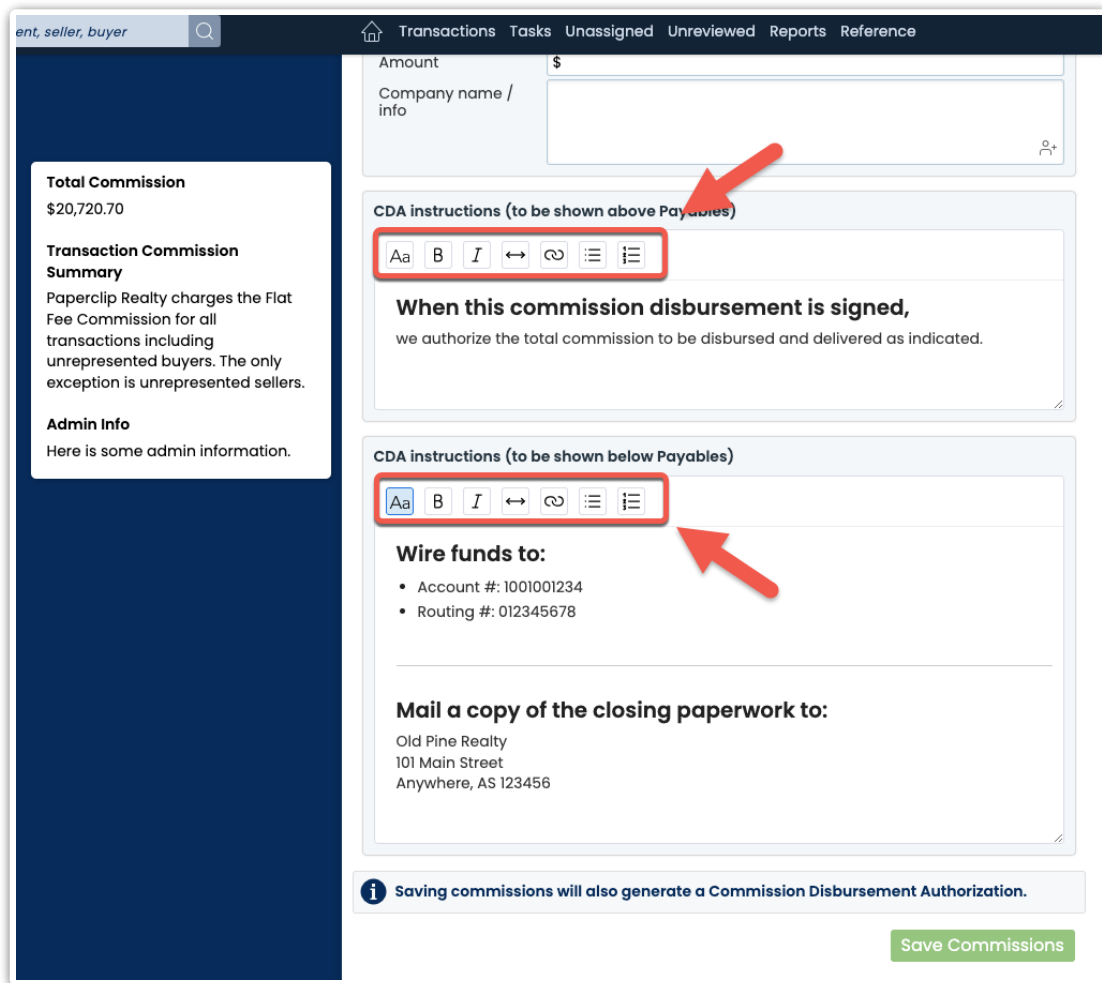 ent, seller, buyer
Transactions Tasks Unassigned Unreviewed Reports Reference
Amount $
Company name /
info
Total Commission
$20,720.70
Transaction Commission
Summary
Paperclip Realty charges the Flat
Fee Commission for all
transactions including
unrepresented buyers. The only
exception is unrepresented sellers.
Admin Info
Here is some admin information.
CDA instructions (to be shown above Payables)
Aa B I
When this commission disbursement is signed,
we authorize the total commission to be disbursed and delivered as indicated.
CDA instructions (to be shown below Payables)
Aa B I
Wire funds to:
• Account #: 1001001234
• Routing #: 012345678
Mail a copy of the closing paperwork to:
Old Pine Realty
101 Main Street
Anywhere, AS 123456
Saving commissions will also generate a Commission Disbursement Authorization.
Save Commissions